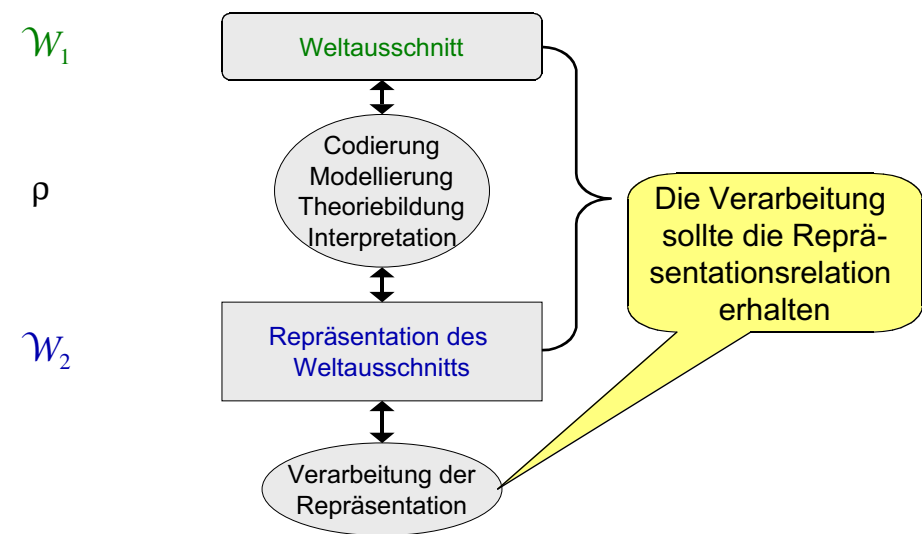 W1
Weltausschnitt
Codierung
Modellierung
Theoriebildung
Interpretation
ρ
Die Verarbeitung
sollte die Reprä-
sentationsrelation
erhalten
W2
Repräsentation des
Weltausschnitts
Verarbeitung der
Repräsentation